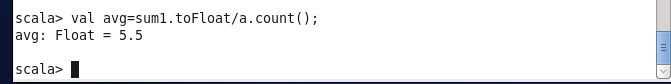 scala> val avg=sum1.toFloat/a.count();
avg: Float = 5.5
scala>